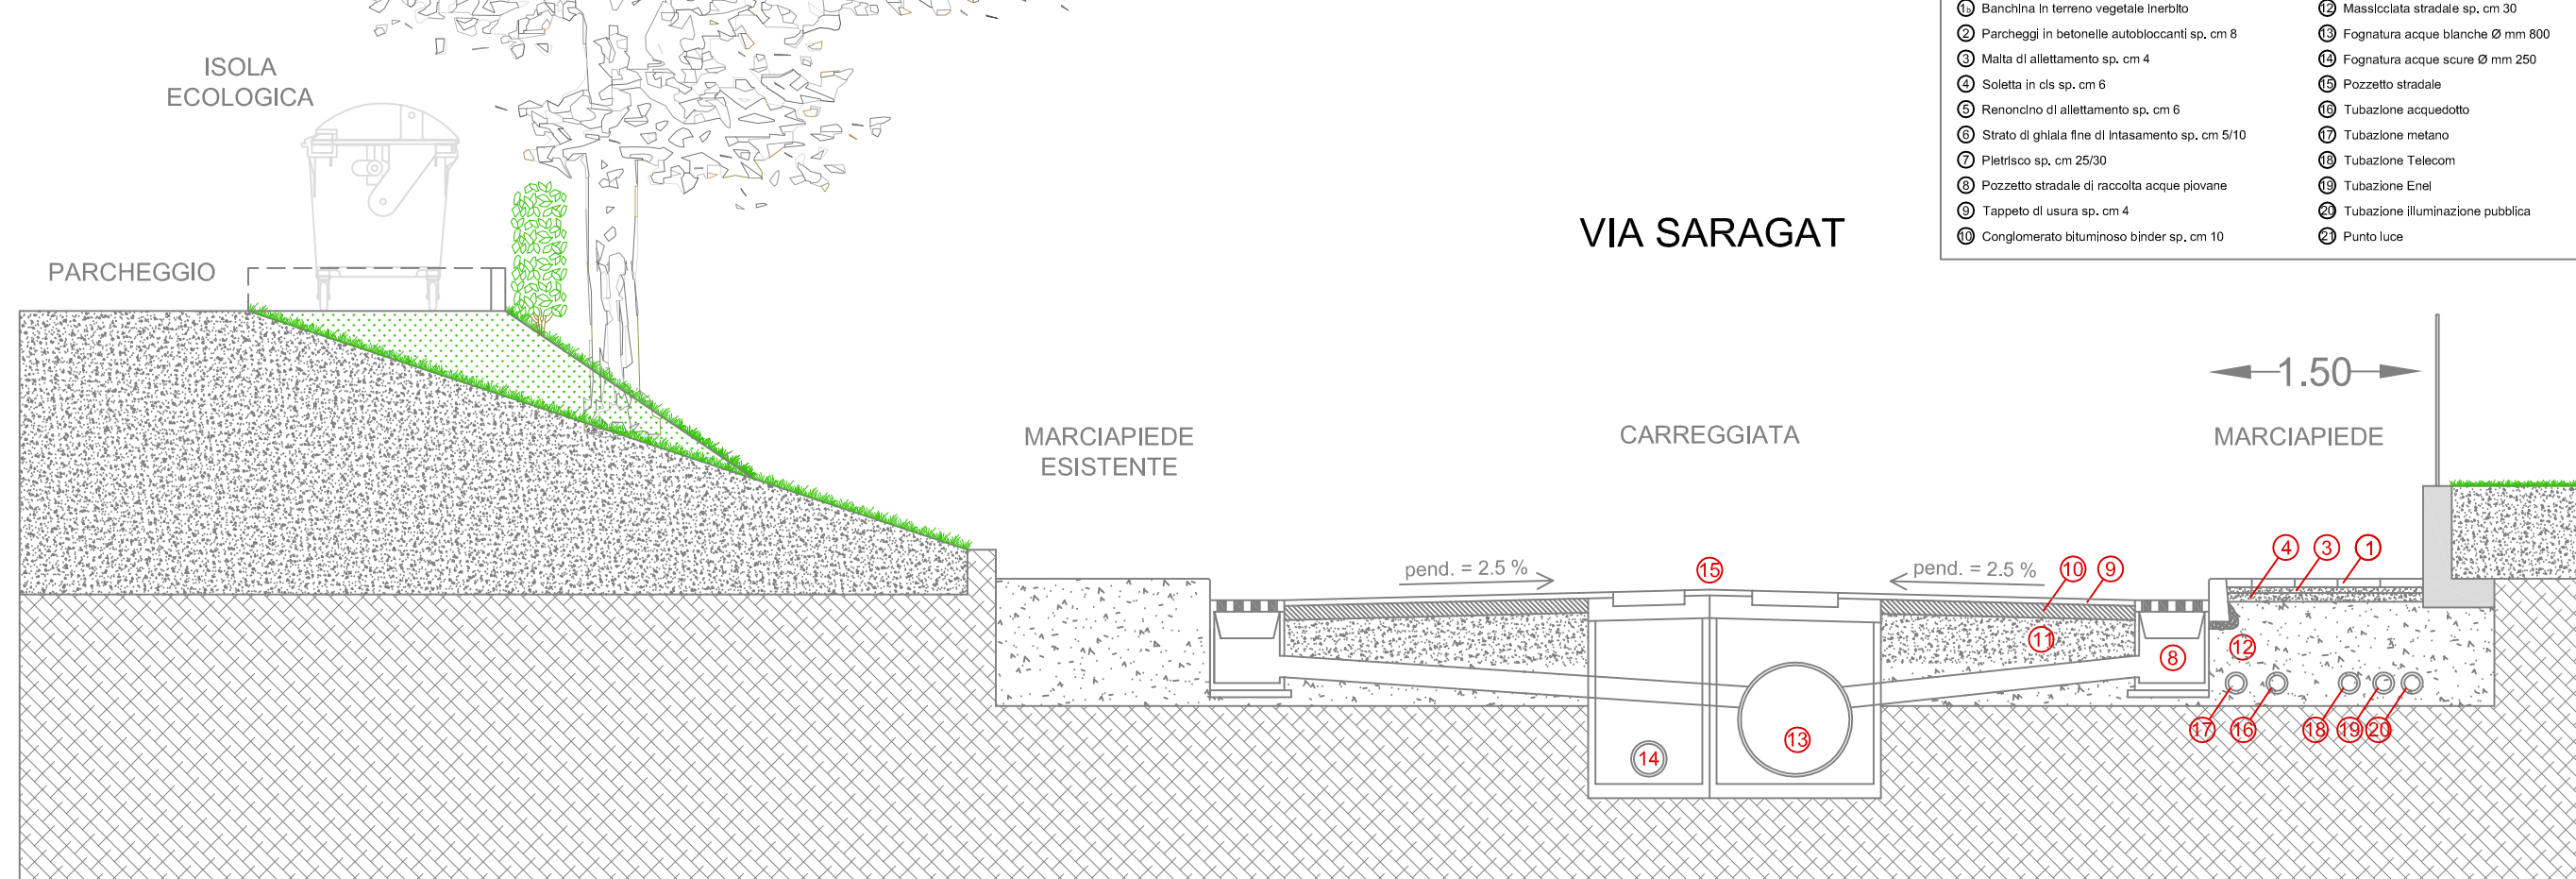 1b Banchina in terreno vegetale inerbito
2 Parcheggi in betonelle autobloccanti sp. cm 8
3 Malta di allettamento sp. cm 4
4 Soletta in cls sp. cm 6
5 Renoncino di allettamento sp. cm 6
6 Strato di ghiaia fine di intasamento sp. cm 5/10
7 Pietrisco sp. cm 25/30
8 Pozzetto stradale di raccolta acque piovane
9 Tappeto di usura sp. cm 4
10 Conglomerato bituminoso binder sp. cm 10
12 Massicciata stradale sp. cm 30
13 Fognatura acque blanche Ø mm 800
14 Fognatura acque scure Ø mm 250
15 Pozzetto stradale
16 Tubazione acquedotto
17 Tubazione metano
18 Tubazione Telecom
19 Tubazione Enel
20 Tubazione illuminazione pubblica
21 Punto luce
ISOLA
ECOLOGICA
VIA SARAGAT
PARCHEGGIO
1.50
MARCIAPIEDE
ESISTENTE
CARREGGIATA
MARCIAPIEDE
pend. = 2.5 %
15
pend. = 2.5 %
10 9
4 3 1
11
12
8
17 16 18 19 20
14
13